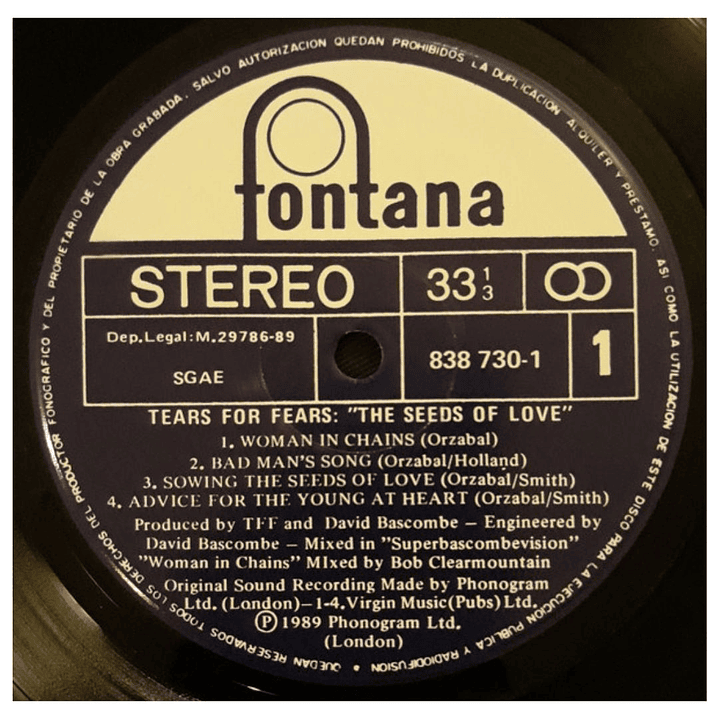 QUEDAN RESERVADOS TODOS LOS DERECHOS DEL PRODUCTOR FONOGRAFICO Y DEL PROPIETARIO DE LA OBRA GRABADA. SALVO AUTORIZACION QUEDAN PROHIBIDOS LA DUPLICACION ALQUILER Y PRESTAMO. ASI COMO LA UTILIZACION DE ESTE DISCO PARA LA EJECUCION PUBLICA Y RADIODIFUSION •
fontana
STEREO 33 1/3
Dep.Legal:M.29786-89
SGAE
838 730-1 1
TEARS FOR FEARS: "THE SEEDS OF LOVE"
1. WOMAN IN CHAINS (Orzabal)
2. BAD MAN'S SONG (Orzabal/Holland)
3. SOWING THE SEEDS OF LOVE (Orzabal/Smith)
4. ADVICE FOR THE YOUNG AT HEART (Orzabal/Smith)
Produced by TFF and David Bascombe – Engineered by
David Bascombe – Mixed in "Superbascombevision"
"Woman in Chains" MIxed by Bob Clearmountain
Original Sound Recording Made by Phonogram
Ltd. (London)–1-4.Virgin Music(Pubs) Ltd.
Ⓟ 1989 Phonogram Ltd.
(London)